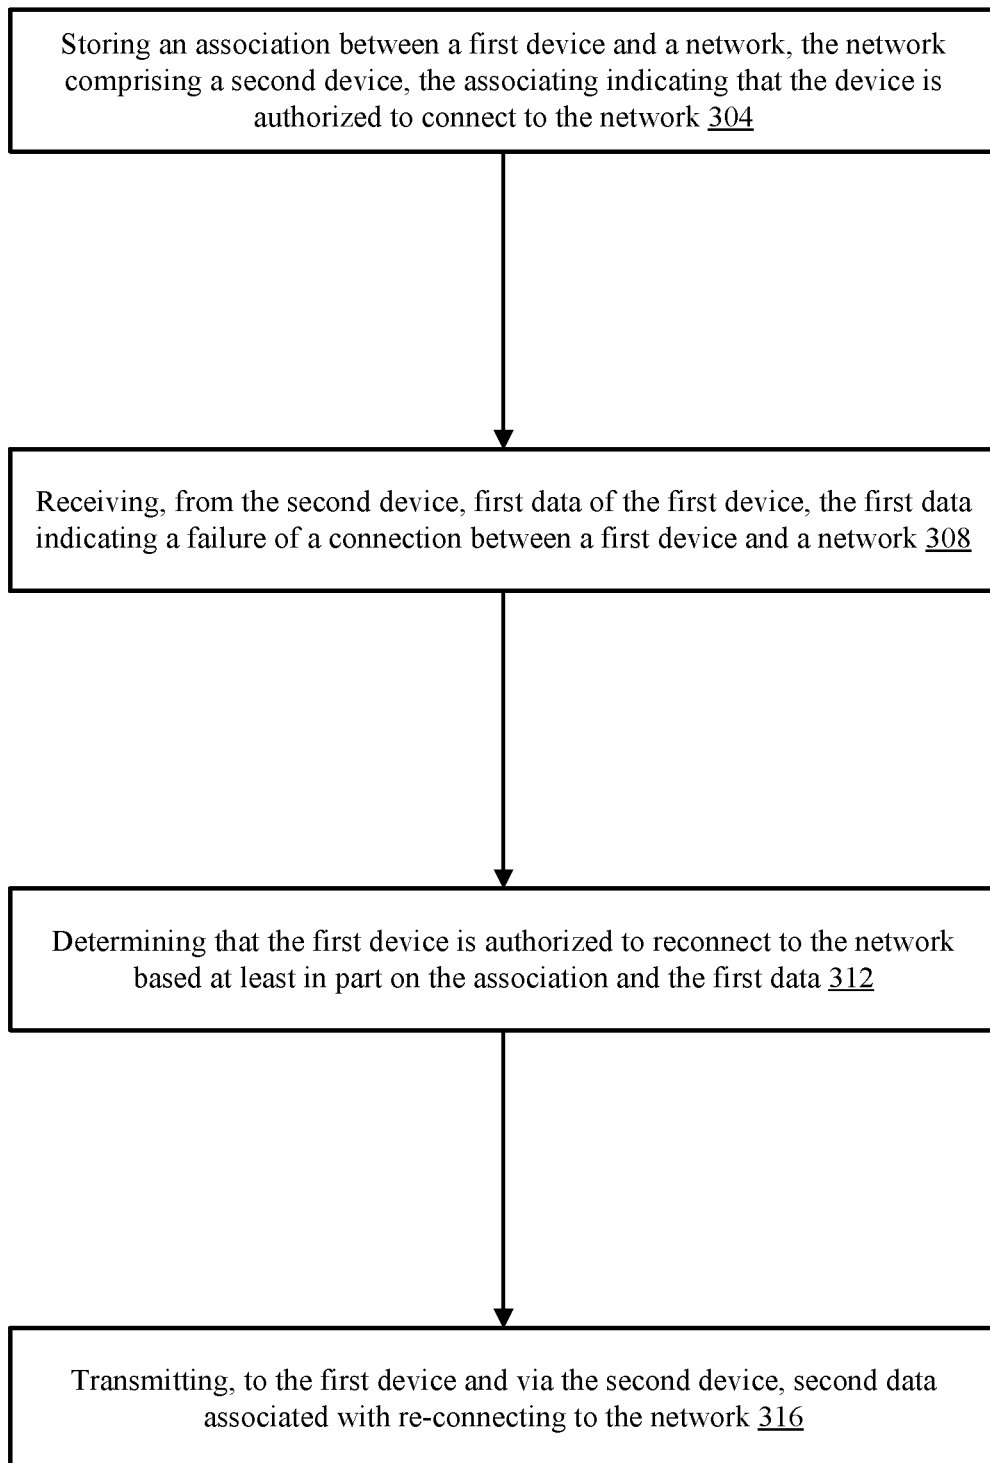 Storing an association between a first device and a network, the network
comprising a second device, the associating indicating that the device is
authorized to connect to the network 304
Receiving, from the second device, first data of the first device, the first data
indicating a failure of a connection between a first device and a network 308
Determining that the first device is authorized to reconnect to the network
based at least in part on the association and the first data 312
Transmitting, to the first device and via the second device, second data
associated with re-connecting to the network 316